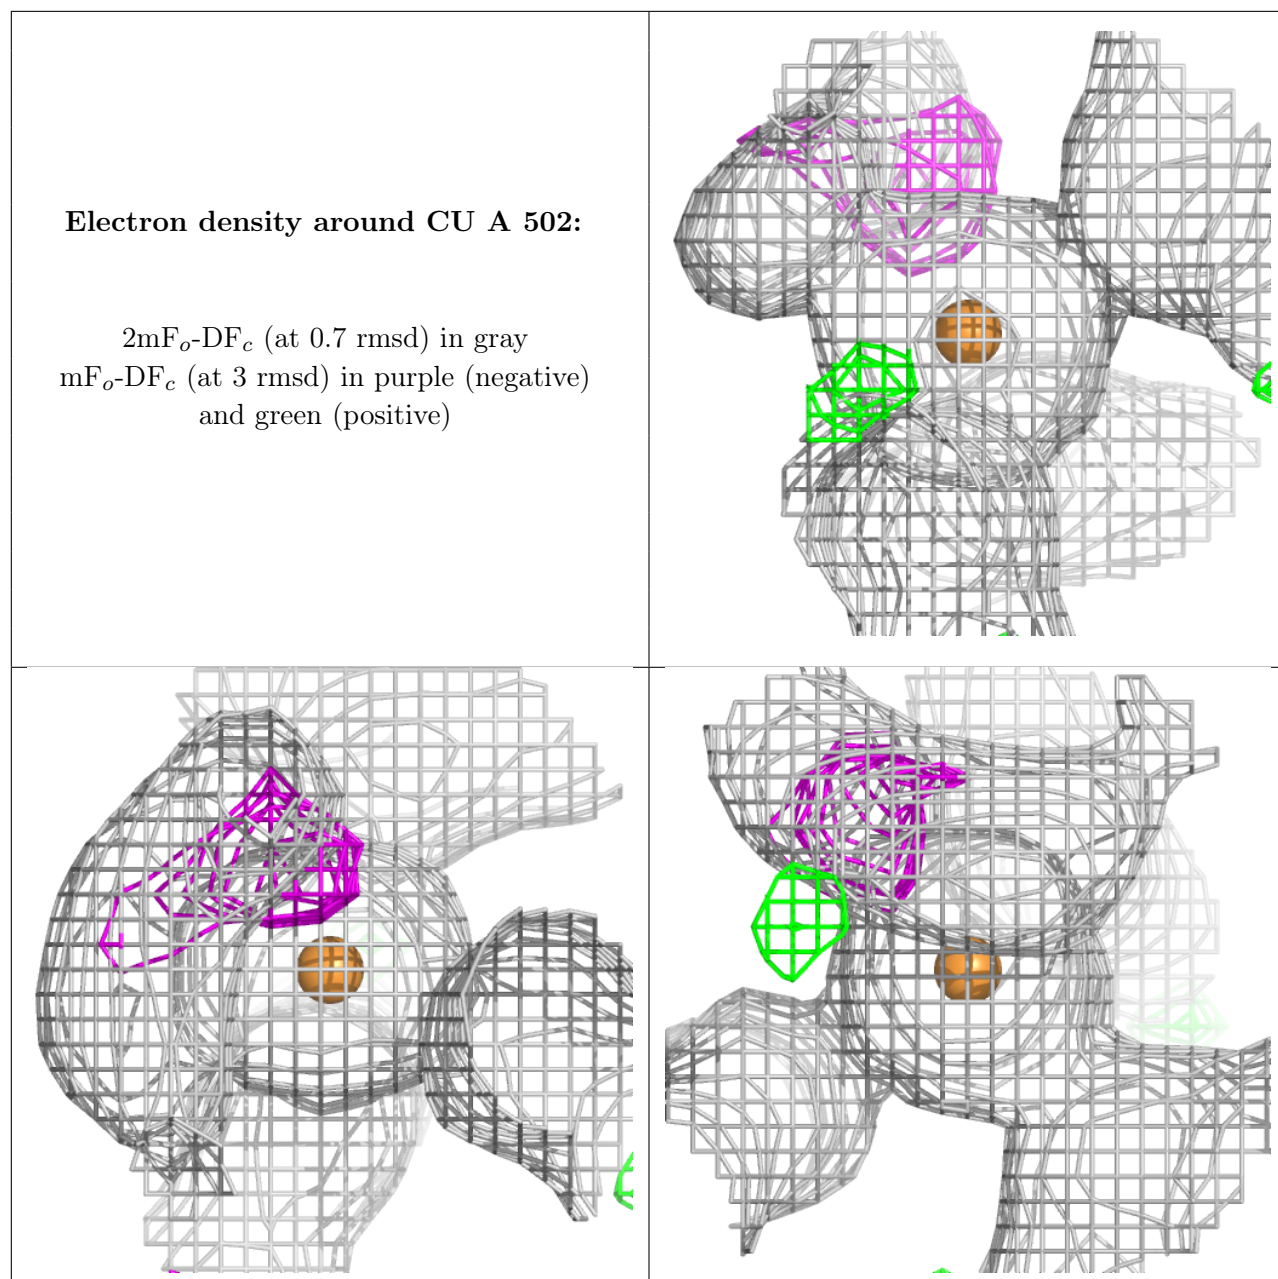 Electron density around CU A 502:
2mFo-DFc (at 0.7 rmsd) in gray
mFo-DFc (at 3 rmsd) in purple (negative)
and green (positive)